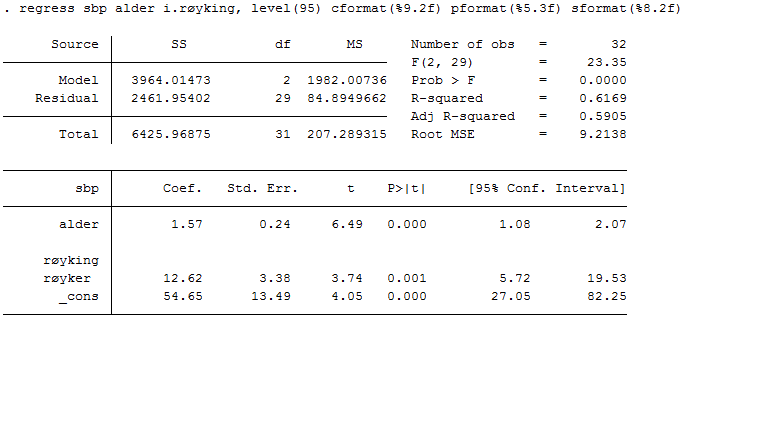 . regress sbp alder i.røyking, level(95) cformat(%9.2f) pformat(%5.3f) sformat(%8.2f)
Source SS df MS Number of obs = 32
F(2, 29) = 23.35
Model 3964.01473 2 1982.00736 Prob > F = 0.0000
Residual 2461.95402 29 84.8949662 R-squared = 0.6169
Adj R-squared = 0.5905
Total 6425.96875 31 207.289315 Root MSE = 9.2138
sbp Coef. Std. Err. t P>|t| [95% Conf. Interval]
alder 1.57 0.24 6.49 0.000 1.08 2.07
røyking
røyker 12.62 3.38 3.74 0.001 5.72 19.53
_cons 54.65 13.49 4.05 0.000 27.05 82.25